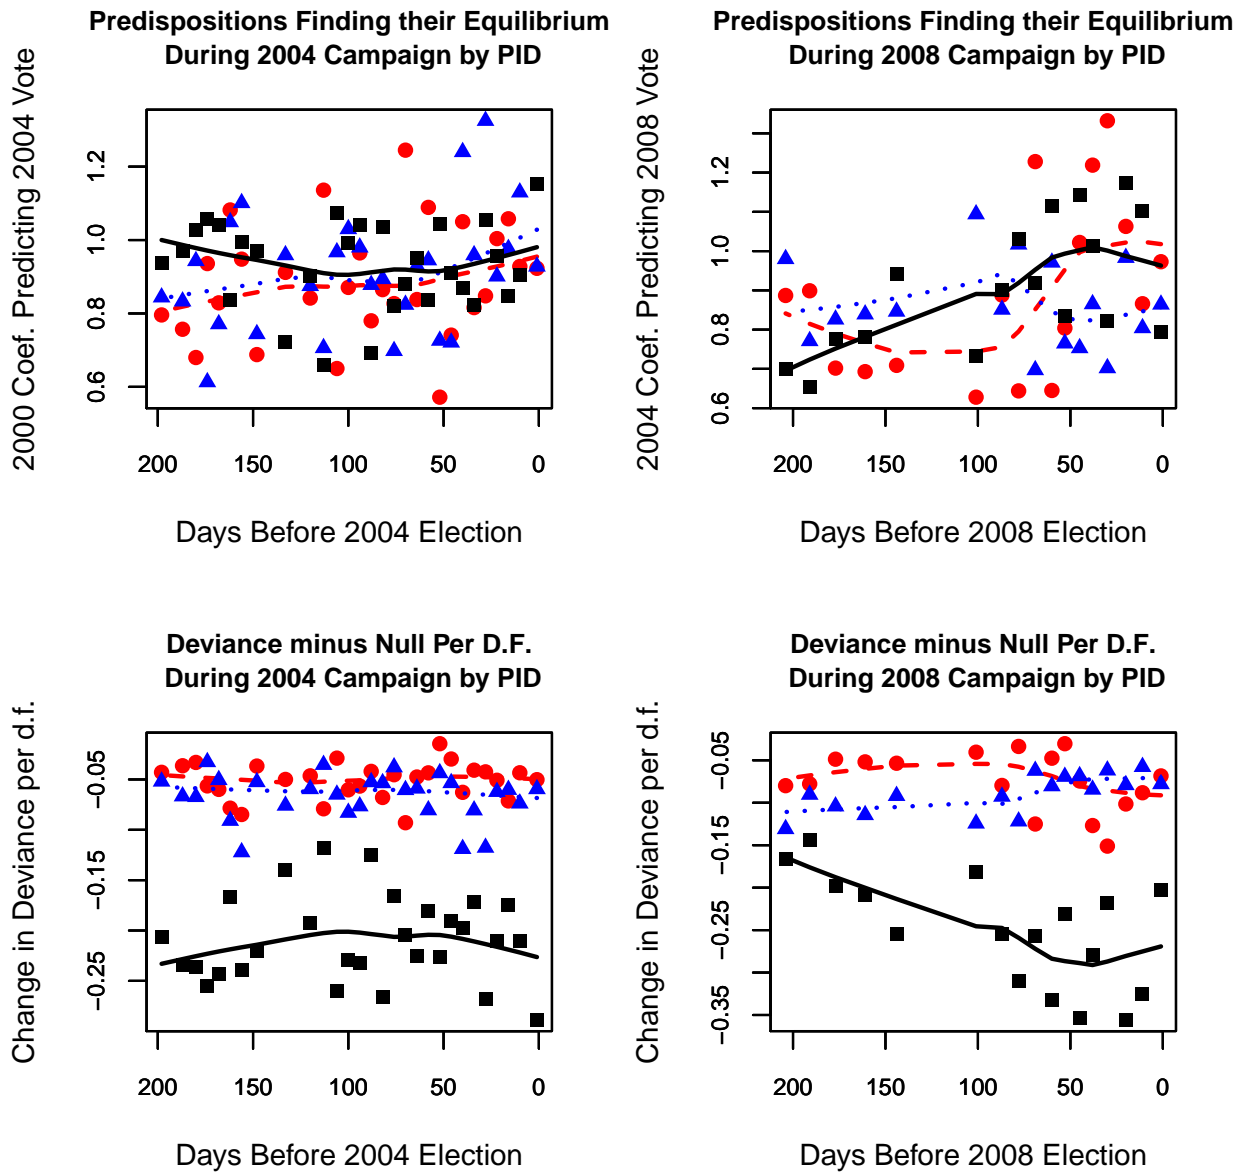 Predispositions Finding their Equilibrium
During 2004 Campaign by PID
2000 Coef. Predicting 2004 Vote
1.2
1.0
0.8
0.6
200 150 100 50 0
Days Before 2004 Election
Predispositions Finding their Equilibrium
During 2008 Campaign by PID
2004 Coef. Predicting 2008 Vote
1.2
1.0
0.8
0.6
200 150 100 50 0
Days Before 2008 Election
Deviance minus Null Per D.F.
During 2004 Campaign by PID
Change in Deviance per d.f.
−0.05
−0.15
−0.25
200 150 100 50 0
Days Before 2004 Election
Deviance minus Null Per D.F.
During 2008 Campaign by PID
Change in Deviance per d.f.
−0.05
−0.15
−0.25
−0.35
200 150 100 50 0
Days Before 2008 Election